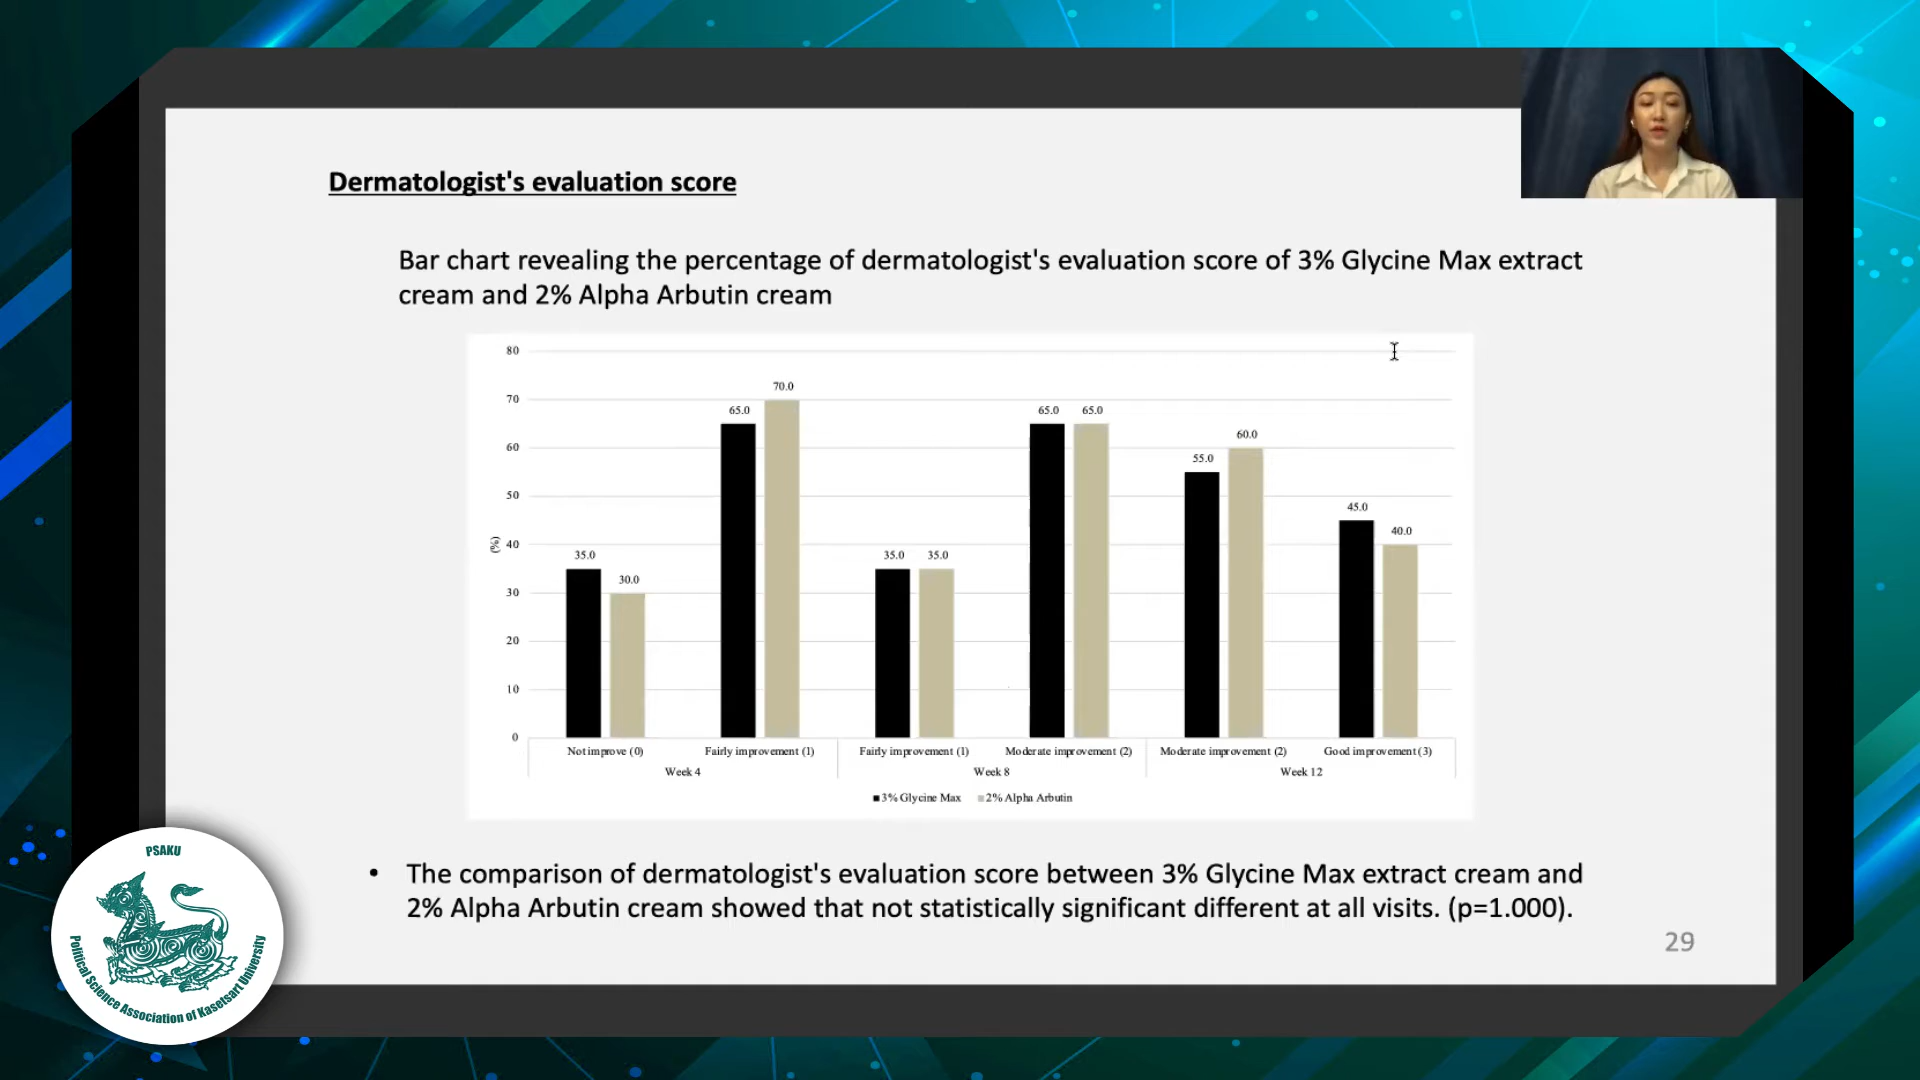 Dermatologist's evaluation score
Bar chart revealing the percentage of dermatologist's evaluation score of 3% Glycine Max extract
cream and 2% Alpha Arbutin cream
80
70
60
50
40
30
20
10
0
(%)
35.0
30.0
65.0
70.0
35.0
35.0
65.0
65.0
55.0
60.0
45.0
40.0
Not improve (0)
Fairly improvement (1)
Fairly improvement (1)
Moderate improvement (2)
Moderate improvement (2)
Good improvement (3)
Week 4
Week 8
Week 12
3% Glycine Max
2% Alpha Arbutin
• The comparison of dermatologist's evaluation score between 3% Glycine Max extract cream and
2% Alpha Arbutin cream showed that not statistically significant different at all visits. (p=1.000).
29
PSAKU
Political Science Association of Kasetsart University